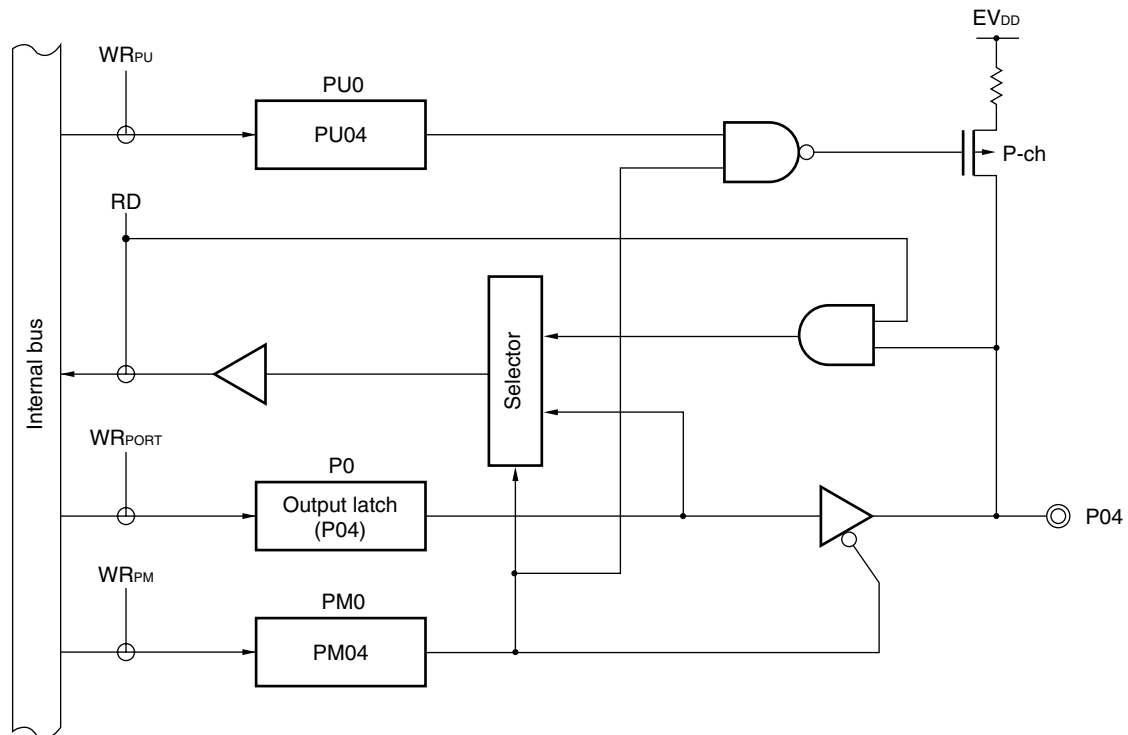 EVDD
WRPU
PU0
PU04
P-ch
RD
Selector
Internal bus
WRPORT
P0
Output latch
(P04)
P04
WRPM
PM0
PM04